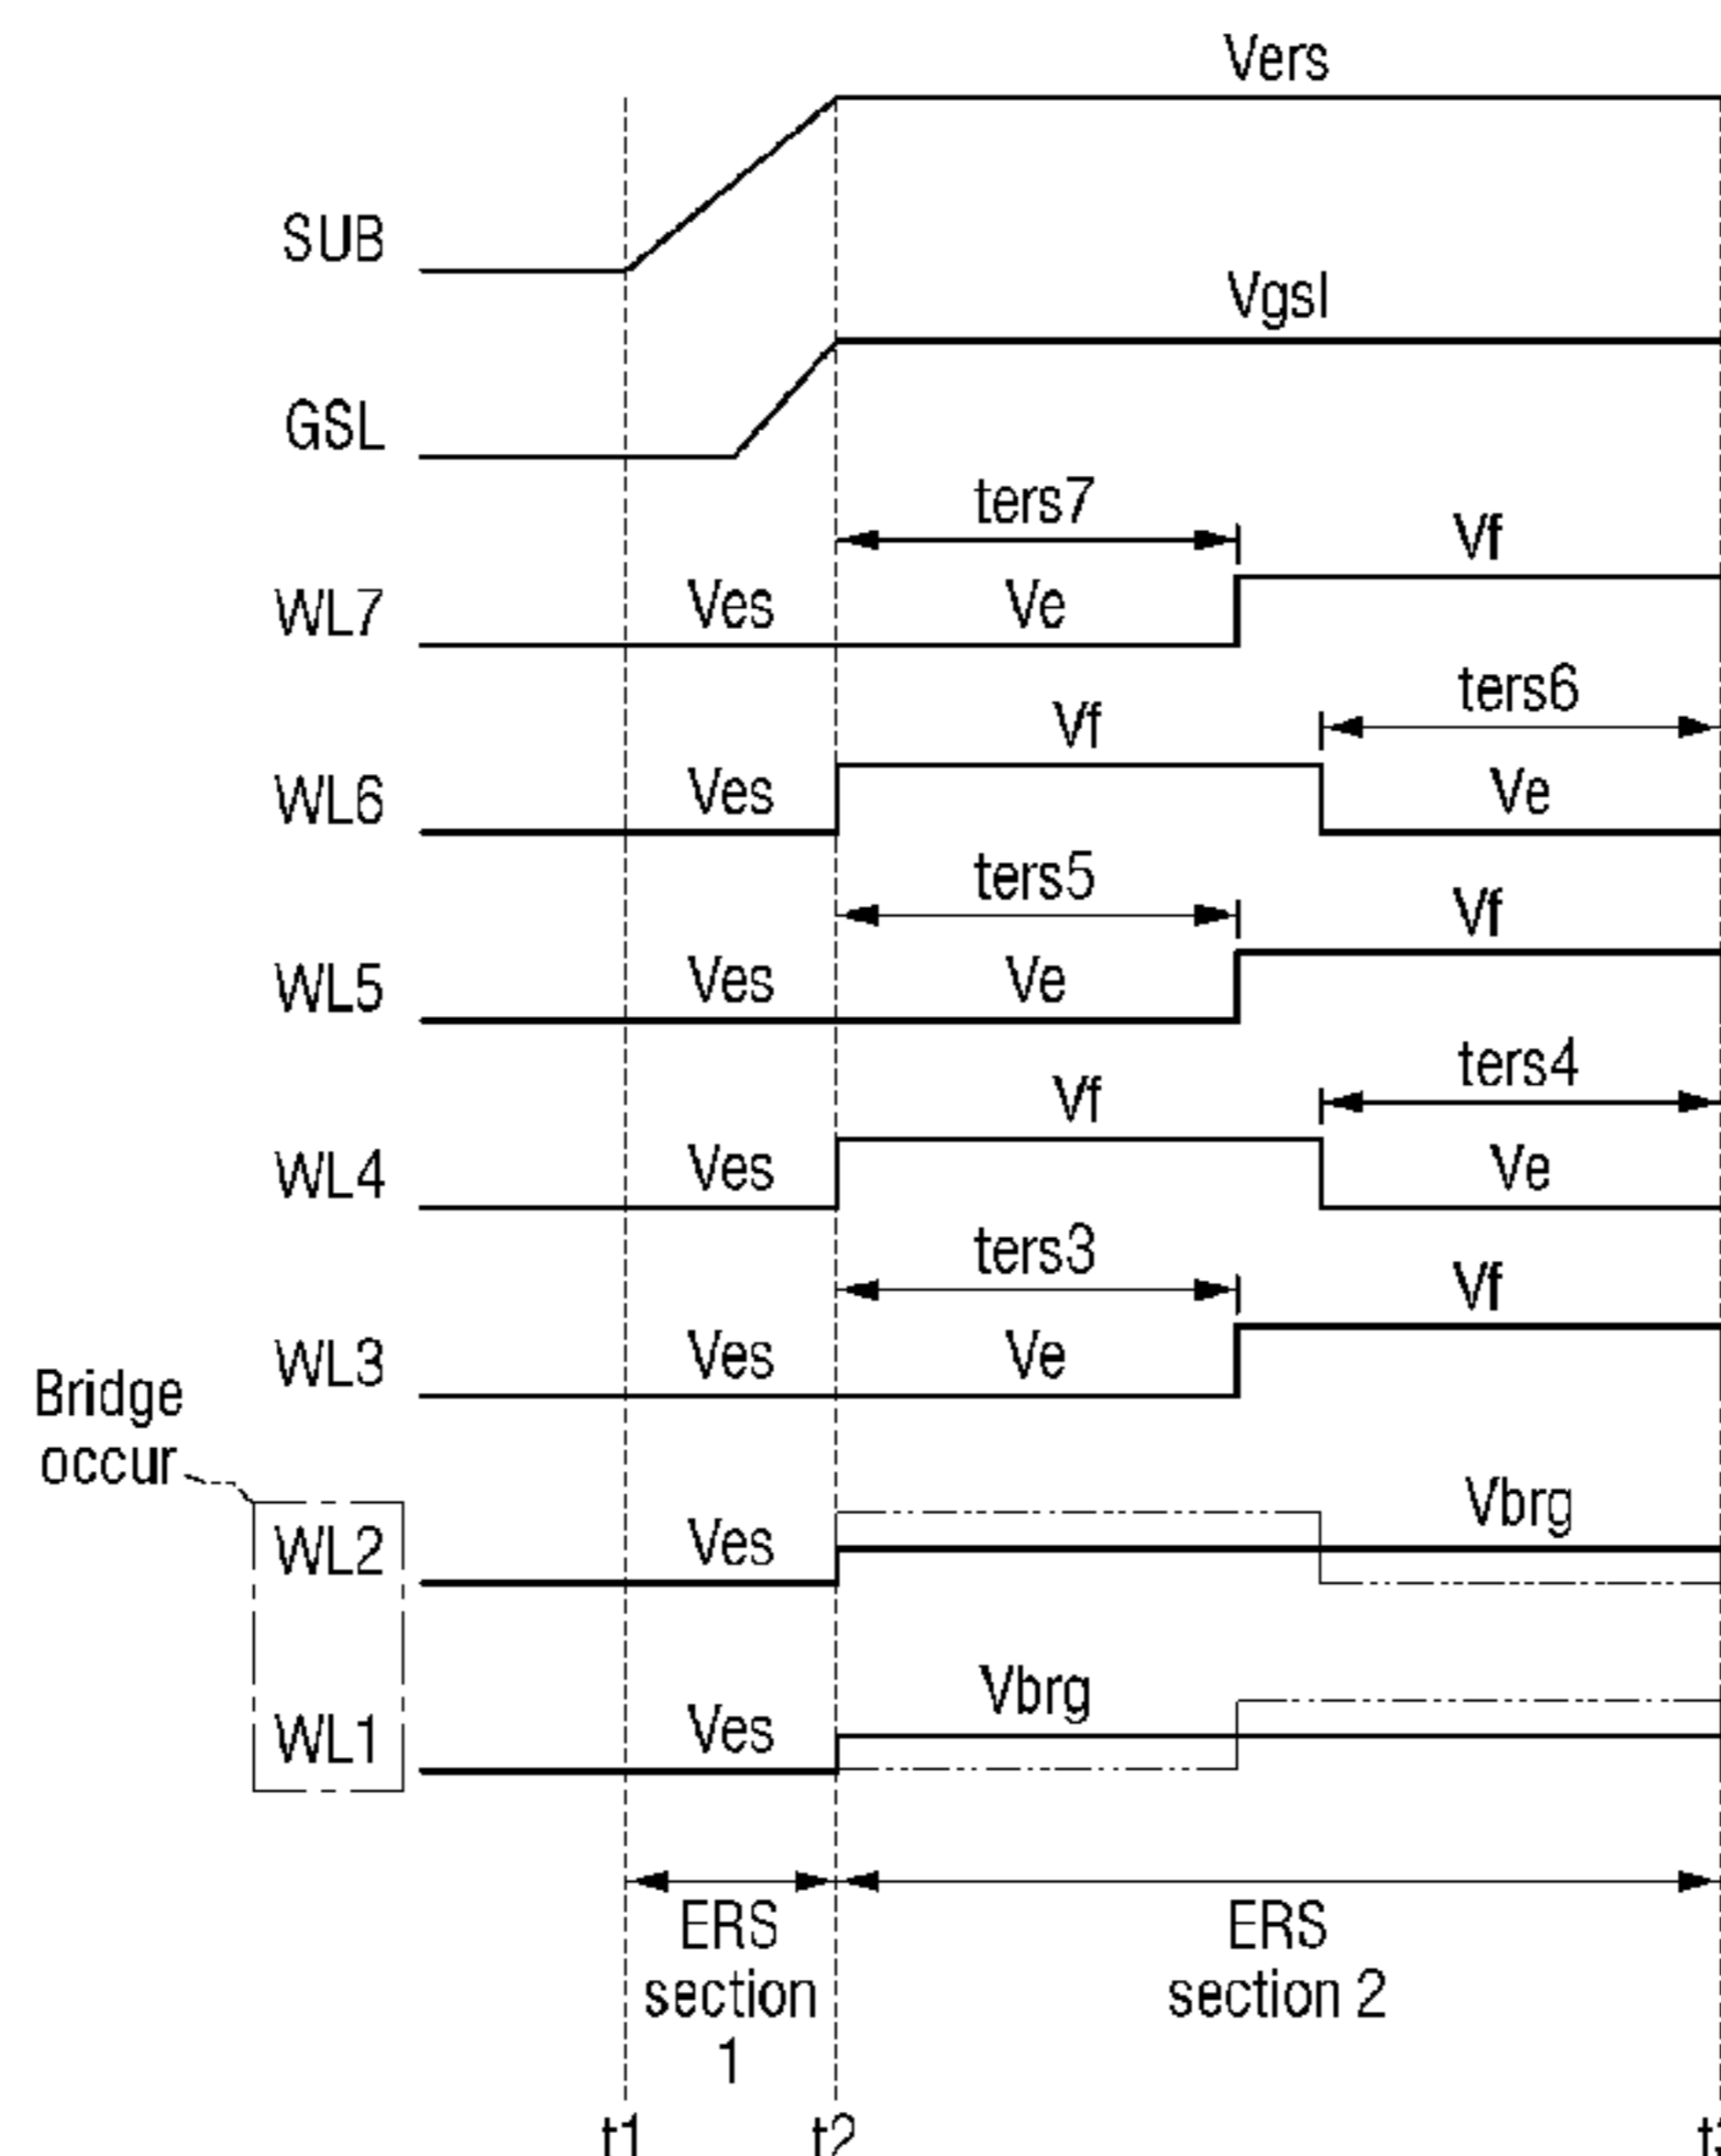 Vers
SUB
Vgsl
GSL
ters7
Vf
WL7 Ves Ve
ters6
Vf
WL6 Ves Ve
ters5
Vf
WL5 Ves Ve
ters4
Vf
WL4 Ves Ve
ters3
Vf
WL3 Ves Ve
Bridge
occur
Vbrg
WL2 Ves
Vbrg
WL1 Ves
ERS ERS
section section 2
1
t1 t2